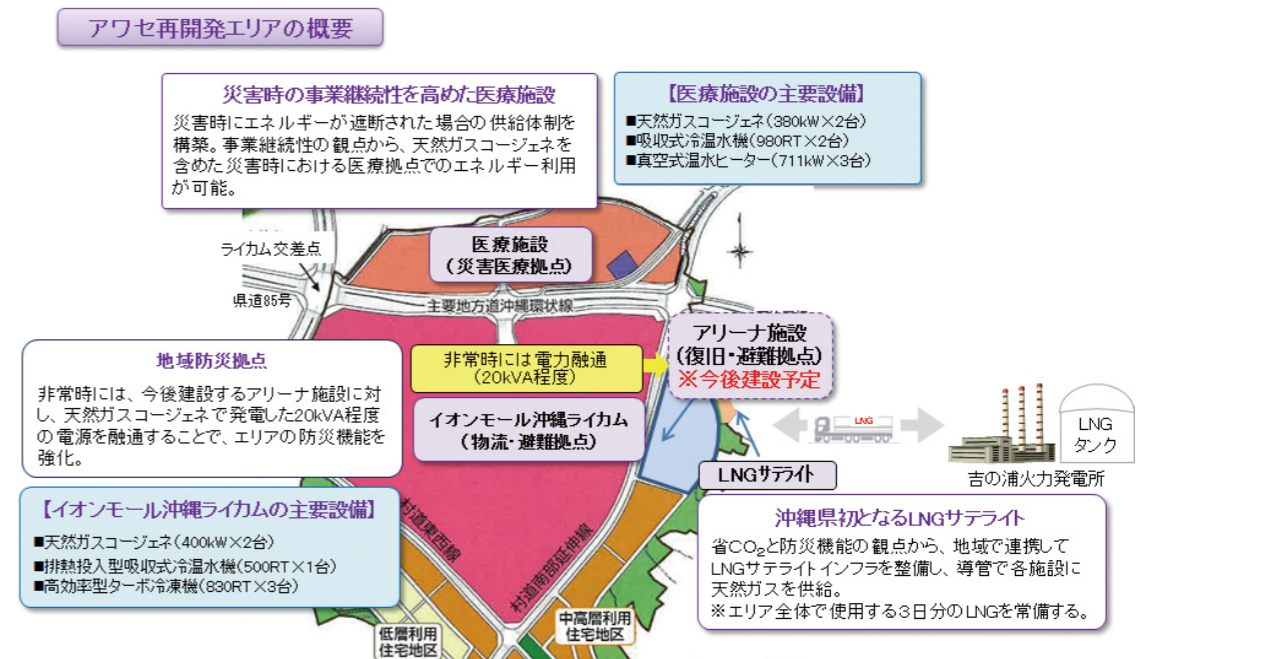 アワセ再開発エリアの概要
災害時の事業継続性を高めた医療施設
災害時にエネルギーが遮断された場合の供給体制を
構築。事業継続性の観点から、天然ガスコージェネを
含めた災害時における医療拠点でのエネルギー利用
が可能。
【医療施設の主要設備】
■天然ガスコージェネ(380kW×2台)
■吸収式冷温水機(980RT×2台)
■真空式温水ヒーター(711kW×3台)
ライカム交差点
医療施設
(災害医療拠点)
県道85号
主要地方道沖縄環状線
アリーナ施設
(復旧・避難拠点)
※今後建設予定
地域防災拠点
非常時には、今後建設するアリーナ施設に対
し、天然ガスコージェネで発電した20kVA程度
の電源を融通することで、エリアの防災機能を
強化。
非常時には電力融通
(20kVA程度)
イオンモール沖縄ライカム
(物流・避難拠点)
LNG
LNG
タンク
吉の浦火力発電所
LNGサテライト
【イオンモール沖縄ライカムの主要設備】
■天然ガスコージェネ(400kW×2台)
■排熱投入型吸収式冷温水機(500RT×1台)
■高効率型ターボ冷凍機(830RT×3台)
村道東西線
村道南部延伸線
沖縄県初となるLNGサテライト
省CO₂と防災機能の観点から、地域で連携して
LNGサテライトインフラを整備し、導管で各施設に
天然ガスを供給。
※エリア全体で使用する3日分のLNGを常備する。
低層利用
住宅地区
中高層利用
住宅地区